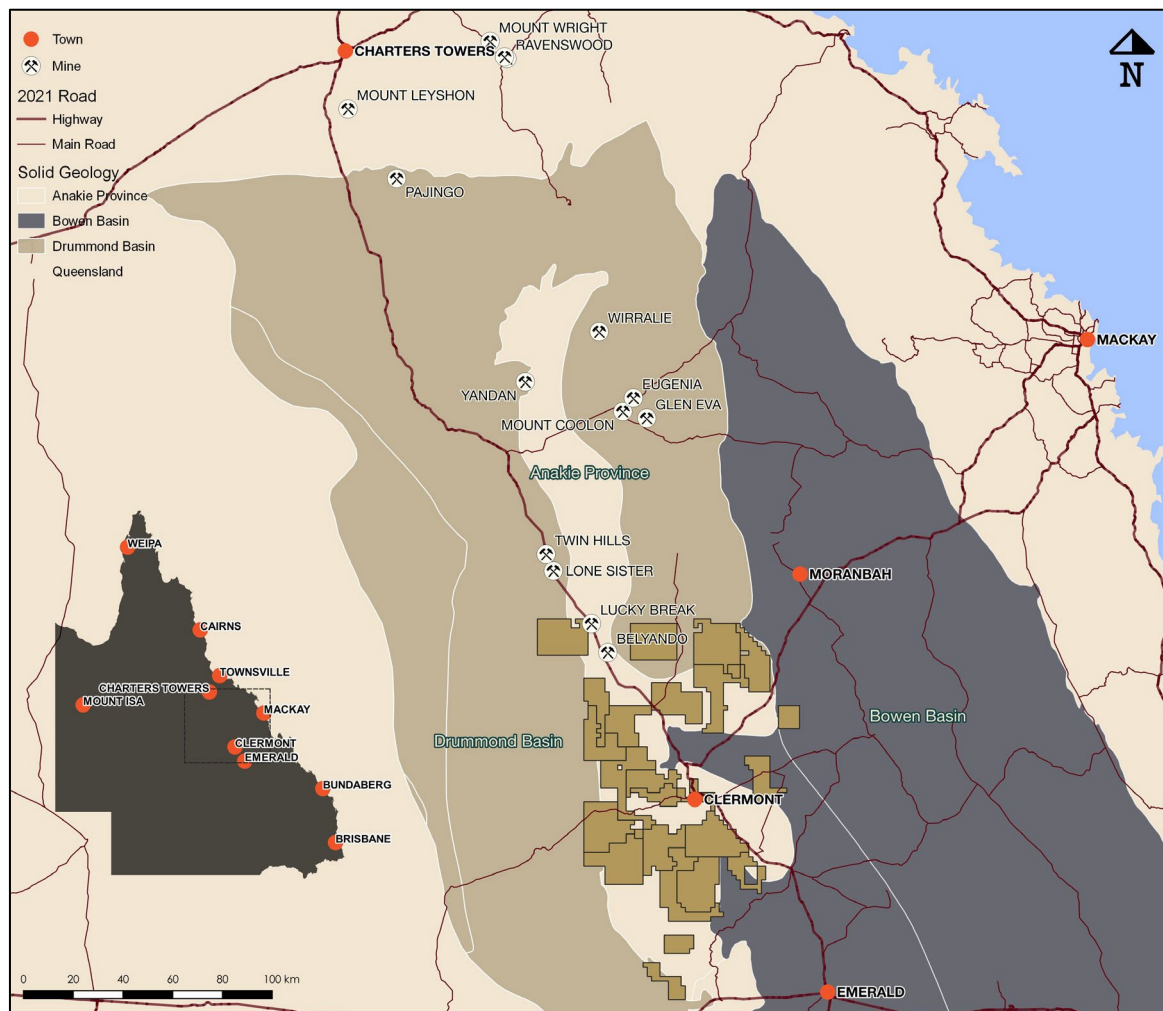 Town
Mine
2021 Road
Highway
Main Road
Solid Geology
Anakie Province
Bowen Basin
Drummond Basin
Queensland
N
MOUNT WRIGHT
RAVENSWOOD
CHARTERS TOWERS
MOUNT LEYSHON
PAJINGO
WIRRALIE
MACKAY
YANDAN
EUGENIA
GLEN EVA
MOUNT COOLON
Anakie Province
TWIN HILLS
LONE SISTER
MORANBAH
LUCKY BREAK
BELYANDO
Bowen Basin
Drummond Basin
CLERMONT
EMERALD
WEIPA
CAIRNS
TOWNSVILLE
CHARTERS TOWERS
MOUNT ISA
MACKAY
CLERMONT
EMERALD
BUNDABERG
BRISBANE
0 20 40 60 80 100 km